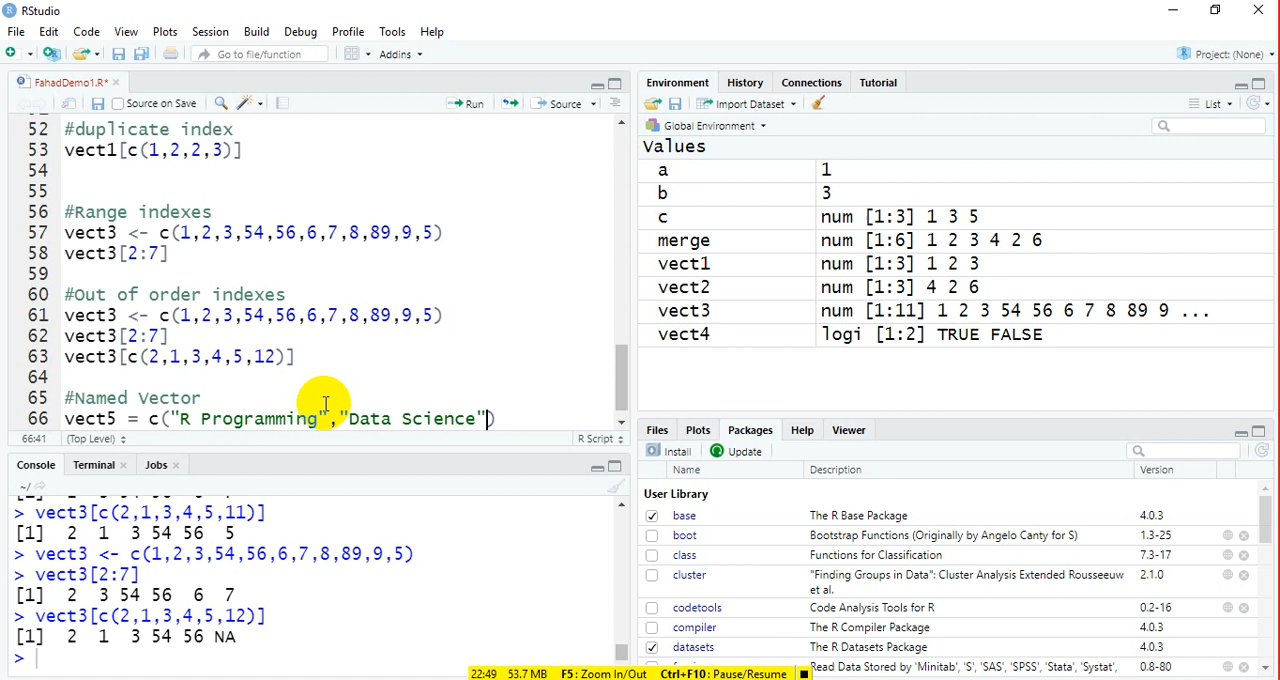 RStudio
File Edit Code View Plots Session Build Debug Profile Tools Help
Go to file/function Addins Project: (None)
FahadDemo1.R*
Source on Save Run Source
52 #duplicate index
53 vect1[c(1,2,2,3)]
54
55
56 #Range indexes
57 vect3 <- c(1,2,3,54,56,6,7,8,89,9,5)
58 vect3[2:7]
59
60 #Out of order indexes
61 vect3 <- c(1,2,3,54,56,6,7,8,89,9,5)
62 vect3[2:7]
63 vect3[c(2,1,3,4,5,12)]
64
65 #Named Vector
66 vect5 = c("R Programming","Data Science")
66:41 (Top Level) R Script
Console Terminal Jobs
~/
> vect3[c(2,1,3,4,5,11)]
[1] 2 1 3 54 56 5
> vect3 <- c(1,2,3,54,56,6,7,8,89,9,5)
> vect3[2:7]
[1] 2 3 54 56 6 7
> vect3[c(2,1,3,4,5,12)]
[1] 2 1 3 54 56 NA
>
Environment History Connections Tutorial
Import Dataset List
Global Environment
Values
a 1
b 3
c num [1:3] 1 3 5
merge num [1:6] 1 2 3 4 2 6
vect1 num [1:3] 1 2 3
vect2 num [1:3] 4 2 6
vect3 num [1:11] 1 2 3 54 56 6 7 8 89 9 ...
vect4 logi [1:2] TRUE FALSE
Files Plots Packages Help Viewer
Install Update
Name Description Version
User Library
base The R Base Package 4.0.3
boot Bootstrap Functions (Originally by Angelo Canty for S) 1.3-25
class Functions for Classification 7.3-17
cluster "Finding Groups in Data": Cluster Analysis Extended Rousseeuw 2.1.0
et al.
codetools Code Analysis Tools for R 0.2-16
compiler The R Compiler Package 4.0.3
datasets The R Datasets Package 4.0.3
Read Data Stored by 'Minitab', 'S', 'SAS', 'SPSS', 'Stata', 'Systat', 0.8-80
22:49 53.7 MB F5: Zoom In/Out Ctrl+F10: Pause/Resume